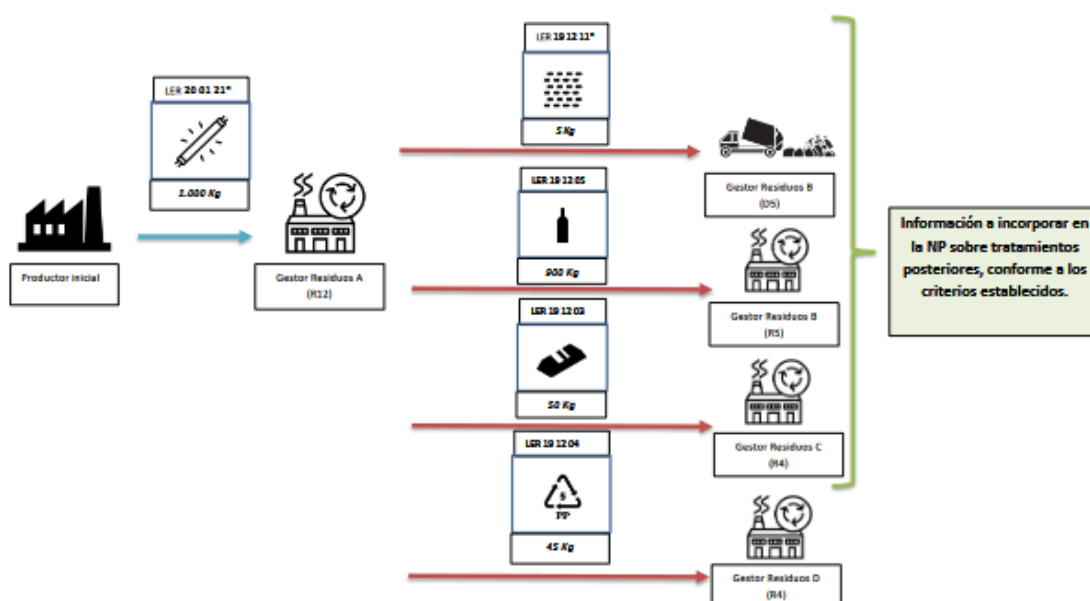 LER 19 12 11*
5 Kg
LER 20 01 21*
1.000 Kg
Productor inicial
Gestor Residuos A
(R12)
Gestor Residuos B
(D5)
LER 19 12 05
900 Kg
Gestor Residuos B
(R5)
LER 19 12 03
50 Kg
Gestor Residuos C
(R4)
LER 19 12 04
5
PP
45 Kg
Gestor Residuos D
(R4)
Información a incorporar en
la NP sobre tratamientos
posteriores, conforme a los
criterios establecidos.